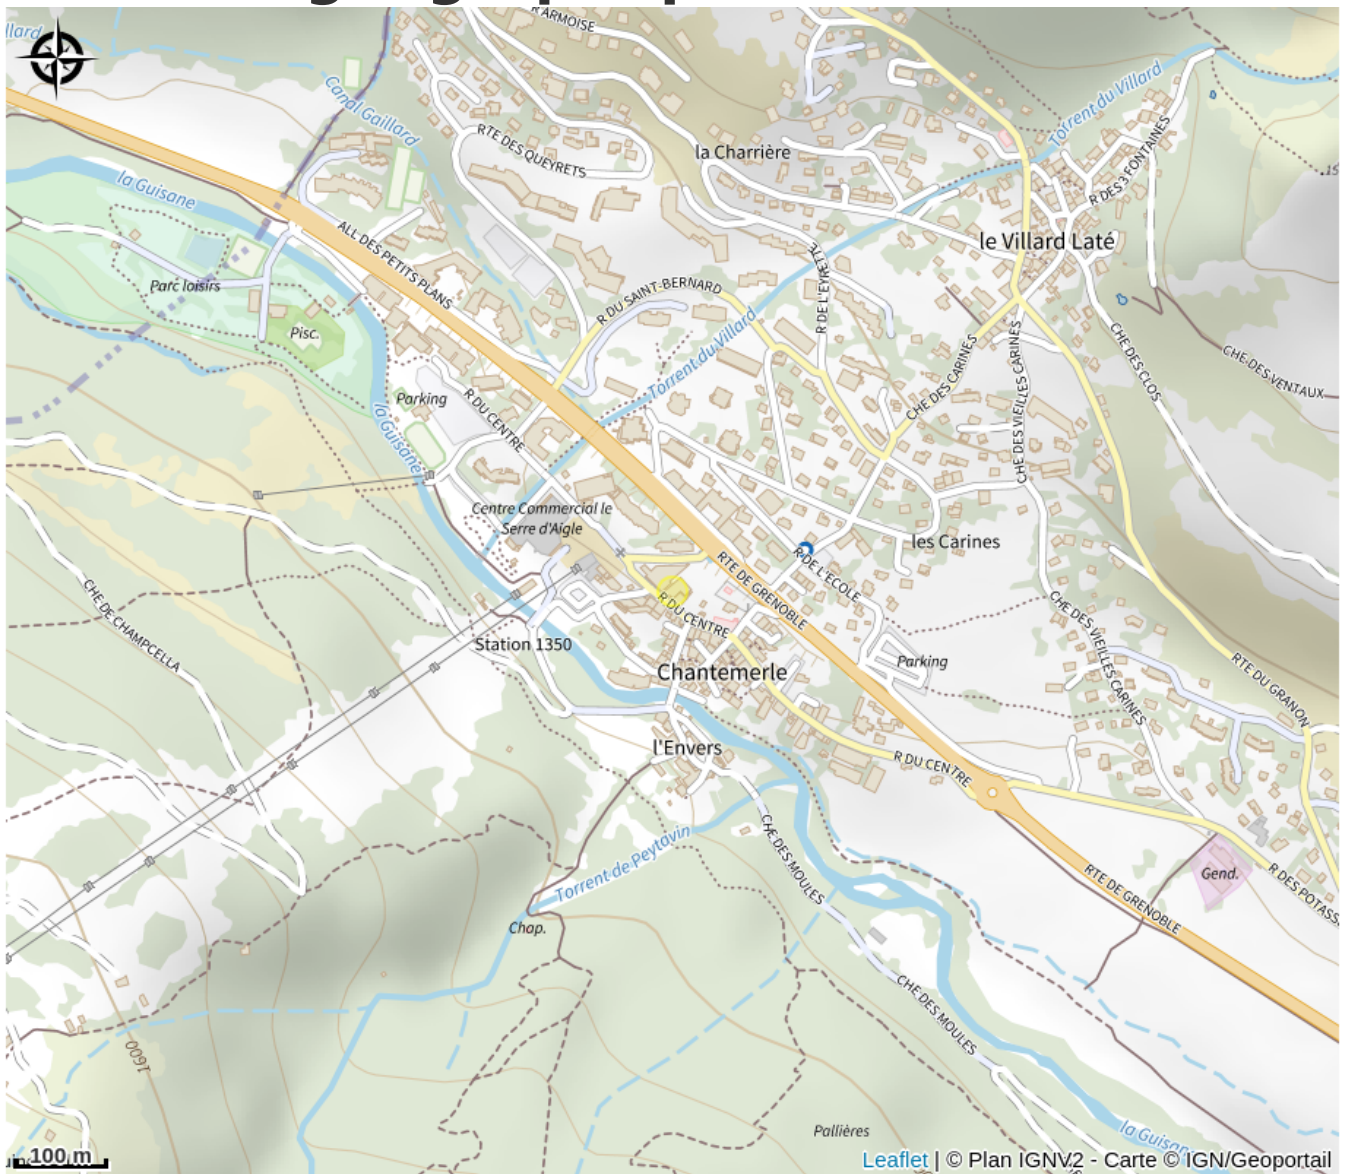 R ARMOISE
Canal Gaillard
Torrent du Villard
RTE DES QUEYRETS
la Charrière
R DES 3 FONTAINES
la Guisane
le Villard Laté
ALL DES PETITS PLANS
R DE L'EYRETTE
Parc loisirs
R DU SAINT-BERNARD
Pisc.
Torrent du Villard
CHE DES CARINES
CHE DES VIEILLES CARINES
CHE DES CLOS
CHE DES VENTAUX
Parking
R DU CENTRE
la Guisane
Centre Commercial le
Serre d'Aigle
les Carines
RTE DE GRENOBLE
R DE L'ECOLE
CHE DE CHAMPCELLA
R DU CENTRE
CHE DES VIEILLES CARINES
Station 1350
Chantemerle
Parking
RTE DU GRANON
l'Envers
R DU CENTRE
Torrent de Peytavin
CHE DES MOULES
Gend.
RTE DE GRENOBLE
R DES POTASS
Chap.
CHE DES MOULES
1600
Pallières
la Guisan
100 m
Leaflet | © Plan IGNV2 - Carte © IGN/Geoportail